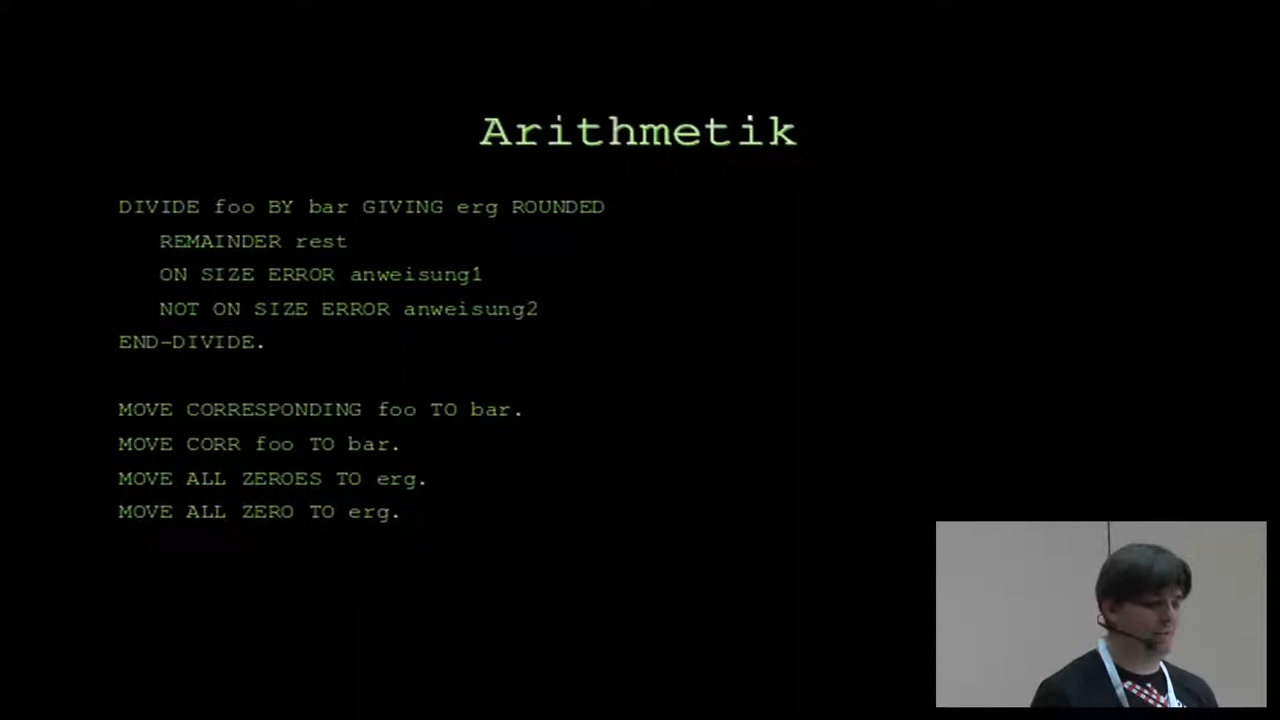 Arithmetik
DIVIDE foo BY bar GIVING erg ROUNDED
REMAINDER rest
ON SIZE ERROR anweisung1
NOT ON SIZE ERROR anweisung2
END-DIVIDE.
MOVE CORRESPONDING foo TO bar.
MOVE CORR foo TO bar.
MOVE ALL ZEROES TO erg.
MOVE ALL ZERO TO erg.